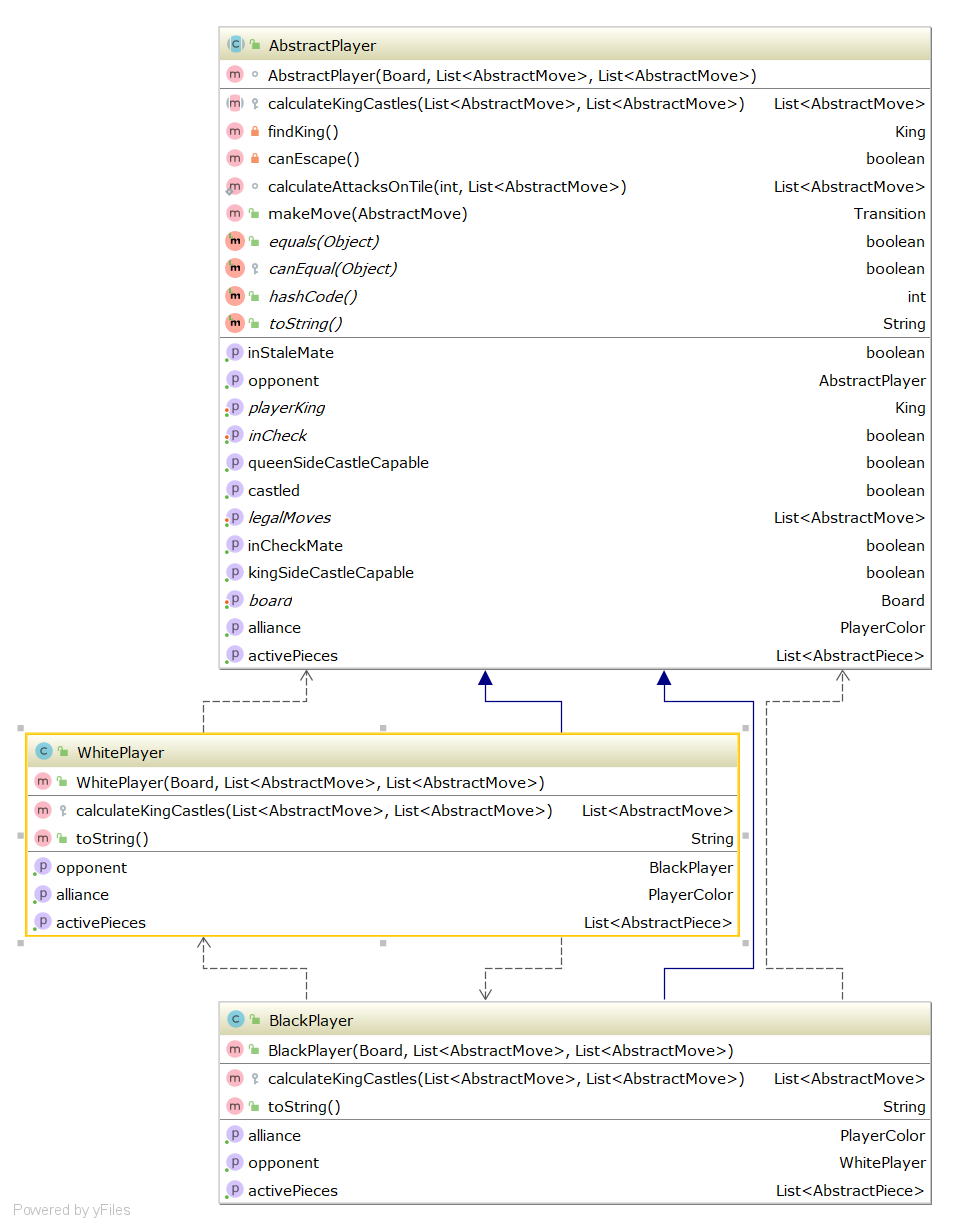 AbstractPlayer
AbstractPlayer(Board, List<AbstractMove>, List<AbstractMove>)
calculateKingCastles(List<AbstractMove>, List<AbstractMove>) List<AbstractMove>
findKing() King
canEscape() boolean
calculateAttacksOnTile(int, List<AbstractMove>) List<AbstractMove>
makeMove(AbstractMove) Transition
equals(Object) boolean
canEqual(Object) boolean
hashCode() int
toString() String
inStaleMate boolean
opponent AbstractPlayer
playerKing King
inCheck boolean
queenSideCastleCapable boolean
castled boolean
legalMoves List<AbstractMove>
inCheckMate boolean
kingSideCastleCapable boolean
board Board
alliance PlayerColor
activePieces List<AbstractPiece>
WhitePlayer
WhitePlayer(Board, List<AbstractMove>, List<AbstractMove>)
calculateKingCastles(List<AbstractMove>, List<AbstractMove>) List<AbstractMove>
toString() String
opponent BlackPlayer
alliance PlayerColor
activePieces List<AbstractPiece>
BlackPlayer
BlackPlayer(Board, List<AbstractMove>, List<AbstractMove>)
calculateKingCastles(List<AbstractMove>, List<AbstractMove>) List<AbstractMove>
toString() String
alliance PlayerColor
opponent WhitePlayer
activePieces List<AbstractPiece>
Powered by yFiles